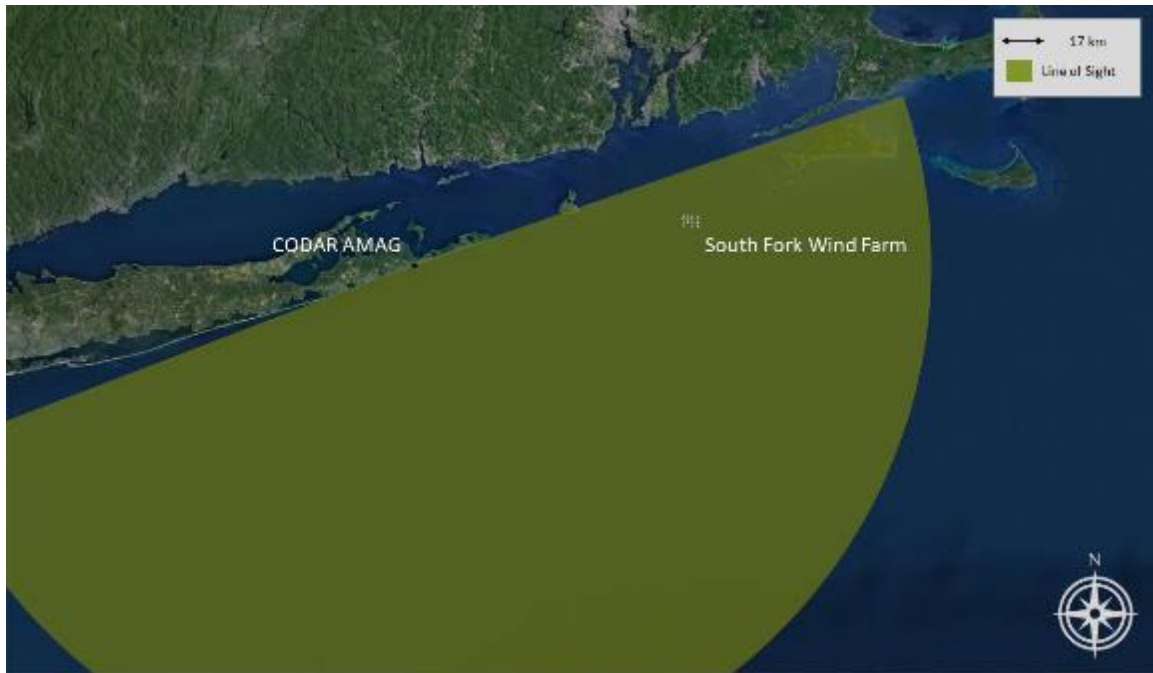 17 km
Line of Sight
CODAR AMAG
South Fork Wind Farm
N